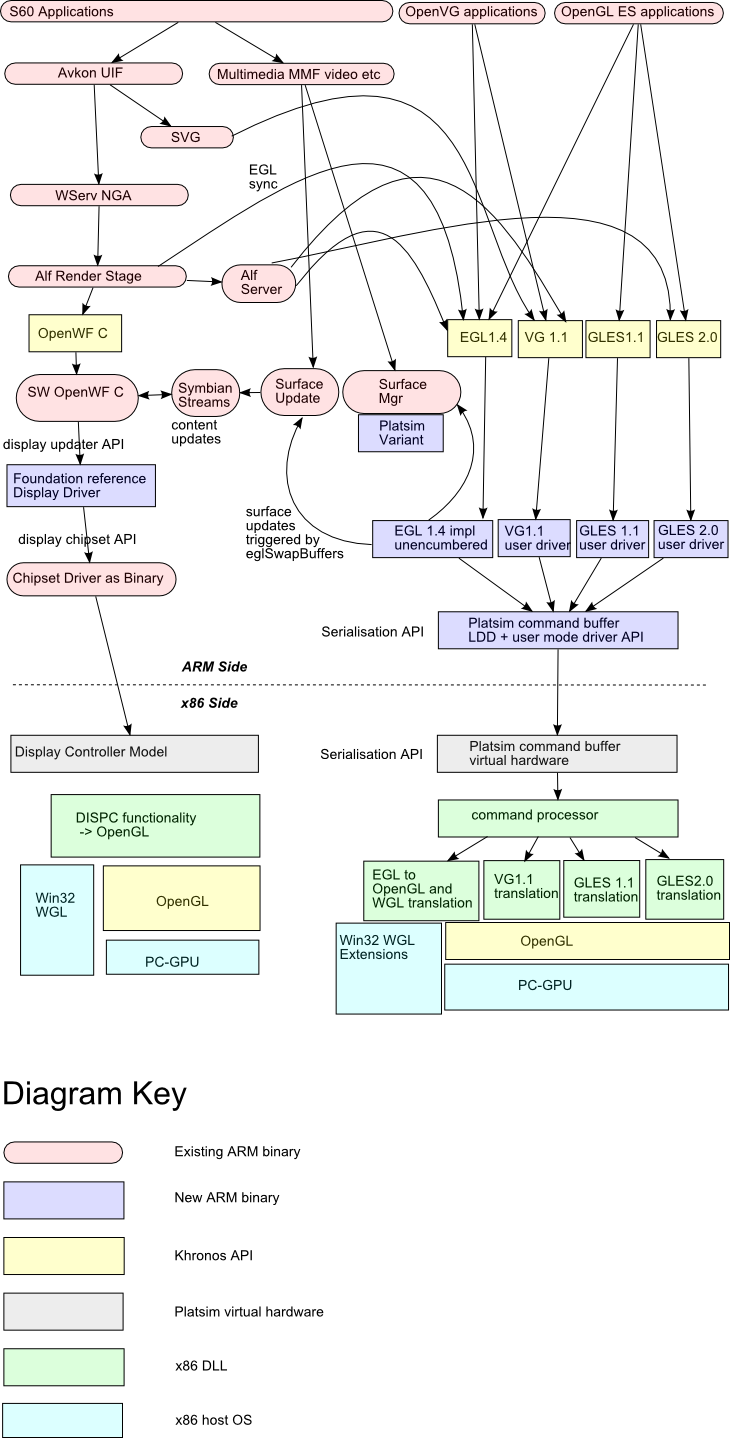 S60 Applications
OpenVG applications
OpenGL ES applications
Avkon UIF
Multimedia MMF video etc
SVG
EGL
sync
WServ NGA
Alf Render Stage
Alf
Server
OpenWF C
EGL1.4
VG 1.1
GLES1.1
GLES 2.0
SW OpenWF C
Symbian
Streams
Surface
Update
Surface
Mgr
content
updates
Platsim
Variant
display updater API
Foundation reference
Display Driver
surface
updates
triggered by
eglSwapBuffers
EGL 1.4 impl
unencumbered
VG1.1
user driver
GLES 1.1
user driver
GLES 2.0
user driver
display chipset API
Chipset Driver as Binary
Serialisation API
Platsim command buffer
LDD + user mode driver API
ARM Side
x86 Side
Display Controller Model
Serialisation API
Platsim command buffer
virtual hardware
DISPC functionality
-> OpenGL
command processor
Win32
WGL
OpenGL
PC-GPU
EGL to
OpenGL and
WGL translation
VG1.1
translation
GLES 1.1
translation
GLES2.0
translation
Win32 WGL
Extensions
OpenGL
PC-GPU
Diagram Key
Existing ARM binary
New ARM binary
Khronos API
Platsim virtual hardware
x86 DLL
x86 host OS